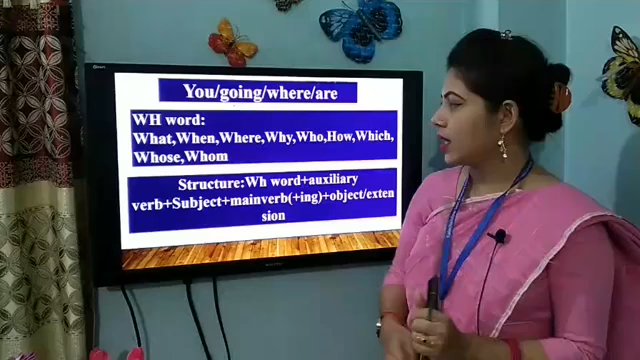 You/going/where/are
WH word:
What,When,Where,Why,Who,How,Which,
Whose,Whom
Structure:Wh word+auxiliary
verb+Subject+mainverb(+ing)+object/exten
sion